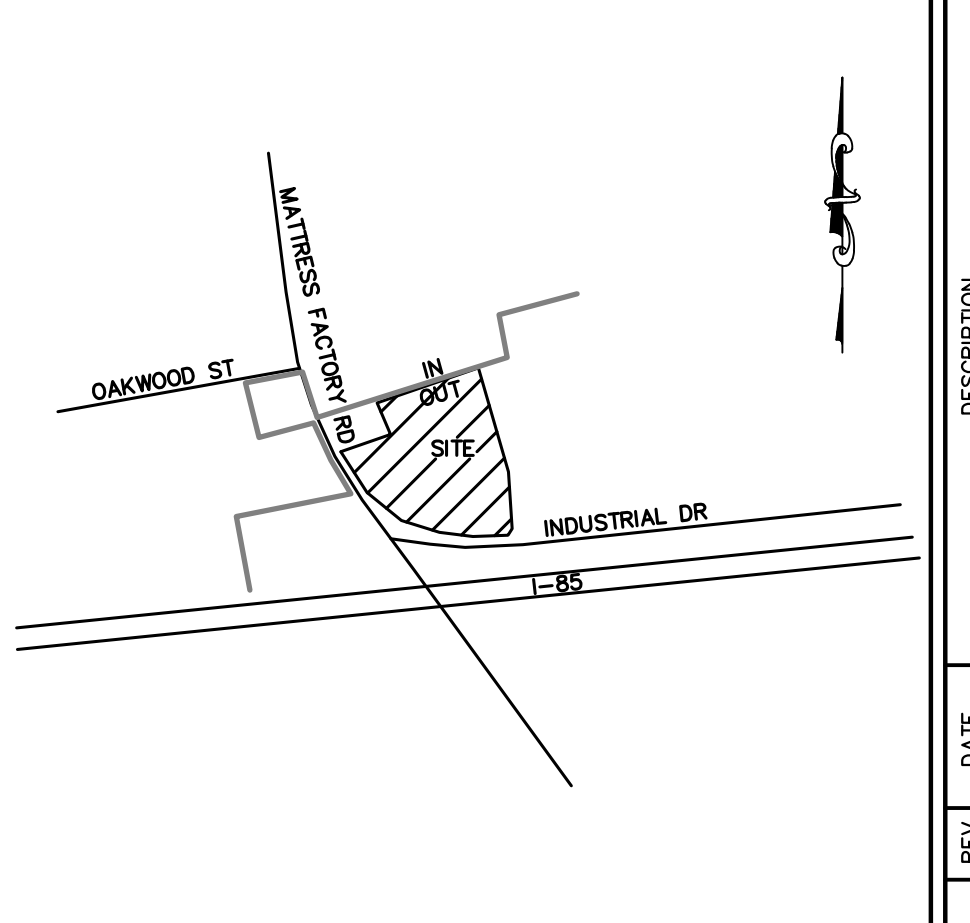 MATTRESS FACTORY RD
OAKWOOD ST
IN
OUT
SITE
INDUSTRIAL DR
I-85
DESCRIPTION
DATE
REV